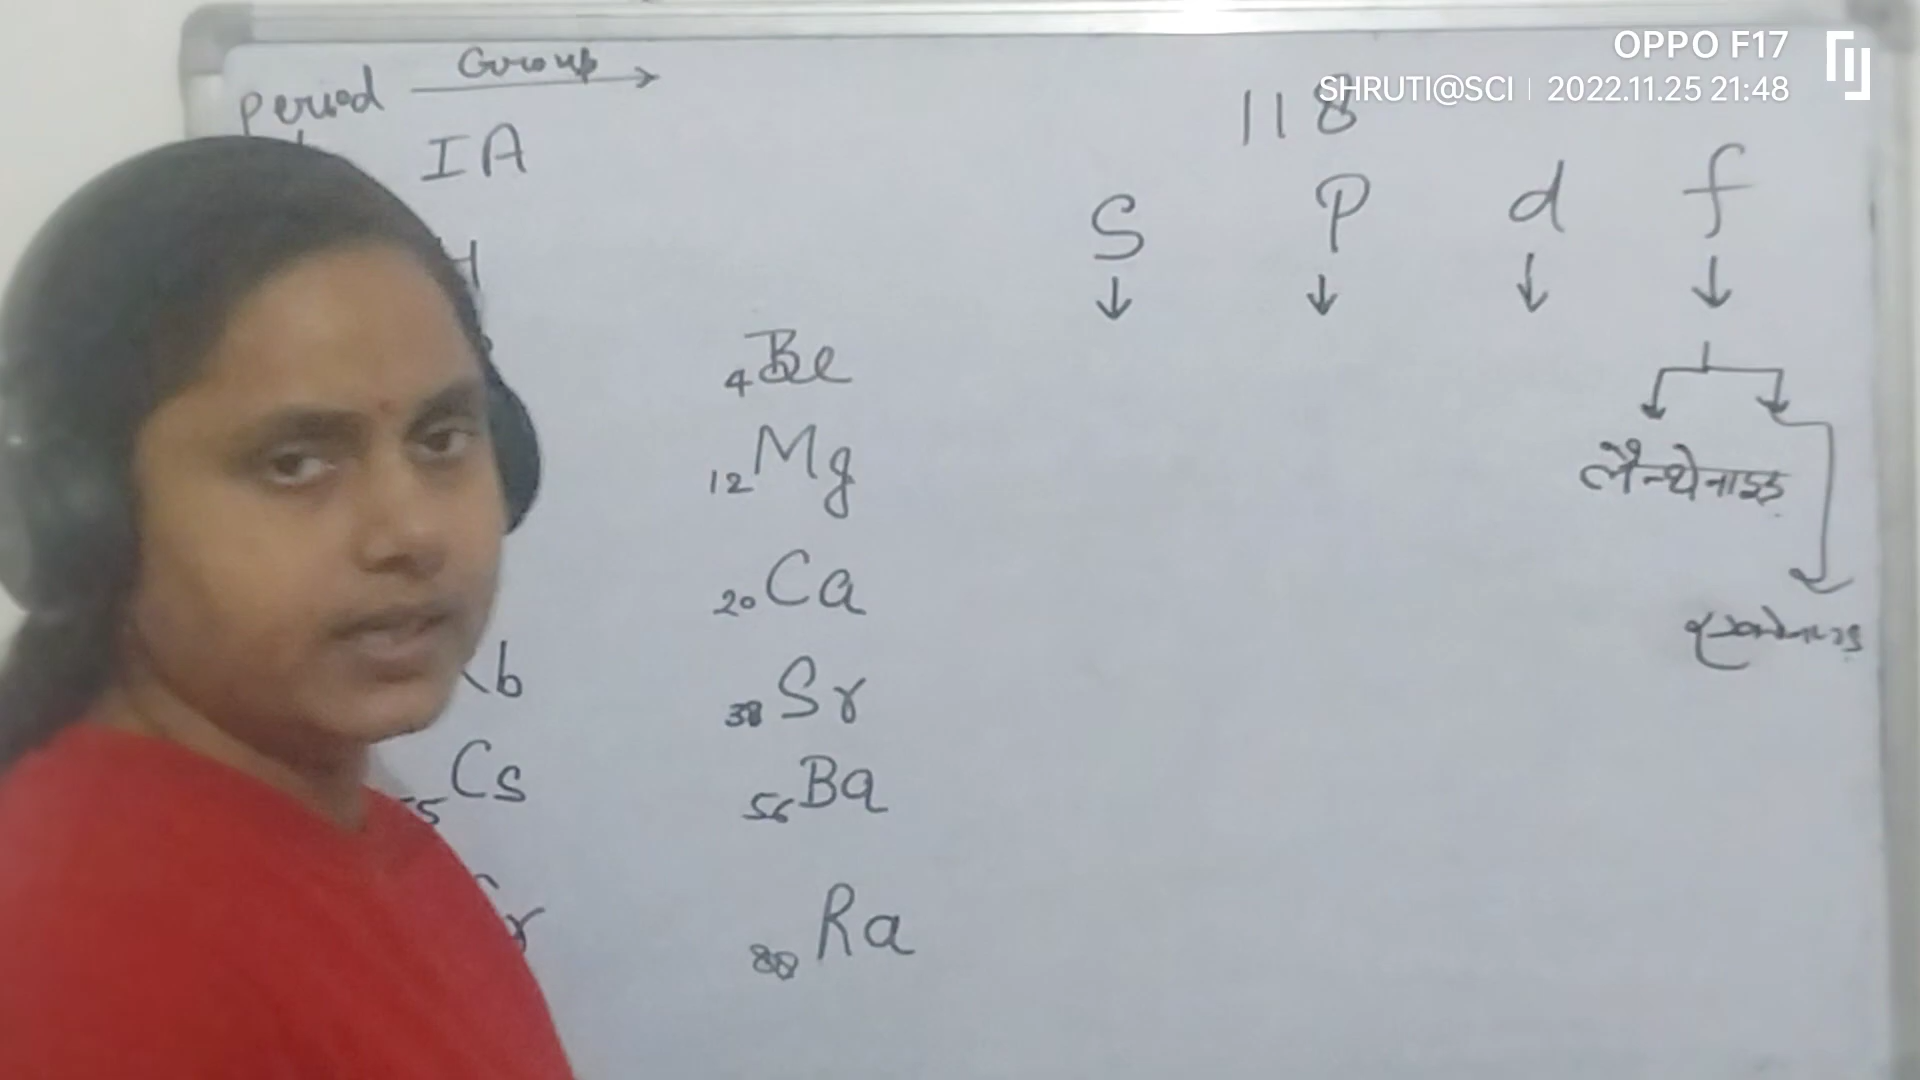 OPPO F17
SHRUTI@SCI | 2022.11.25 21:48
Period Group
IA
118
S P d f
H
4Be
12Mg
20Ca
लैन्थेनाइड
38Sr
b
55Cs
56Ba
r
88Ra